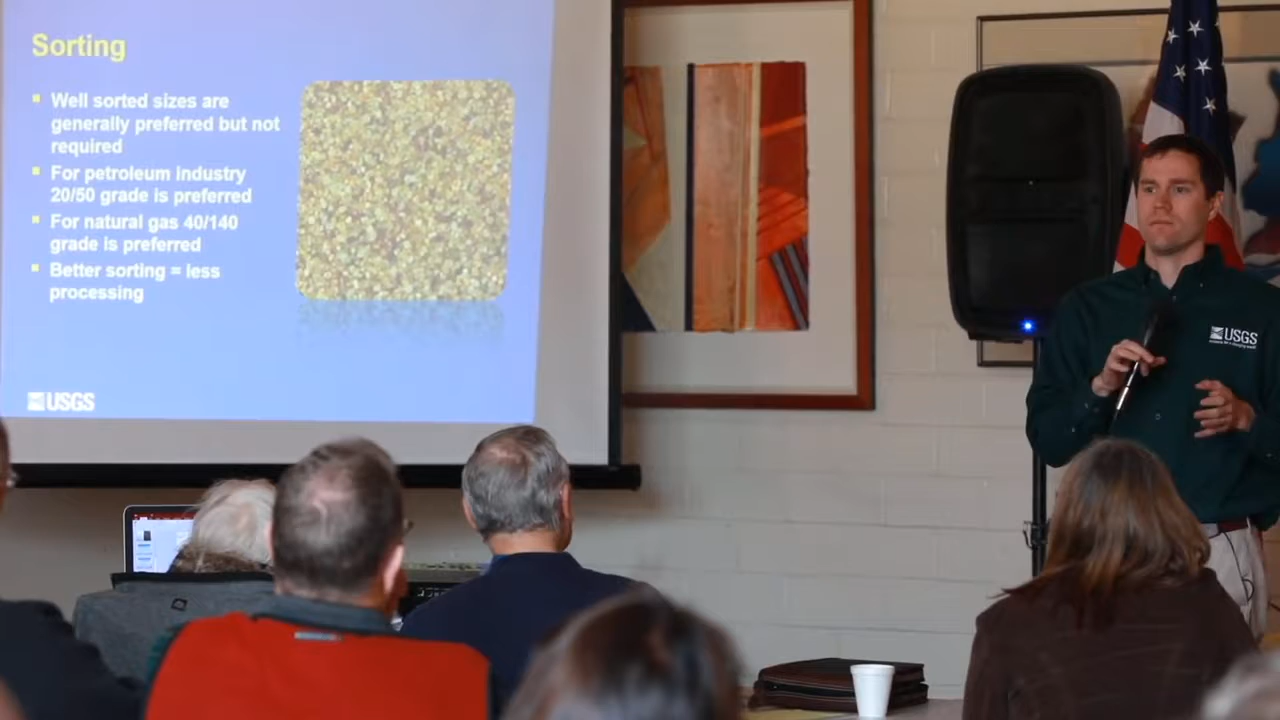 Sorting
Well sorted sizes are
generally preferred but not
required
For petroleum industry
20/50 grade is preferred
For natural gas 40/140
grade is preferred
Better sorting = less
processing
USGS
USGS